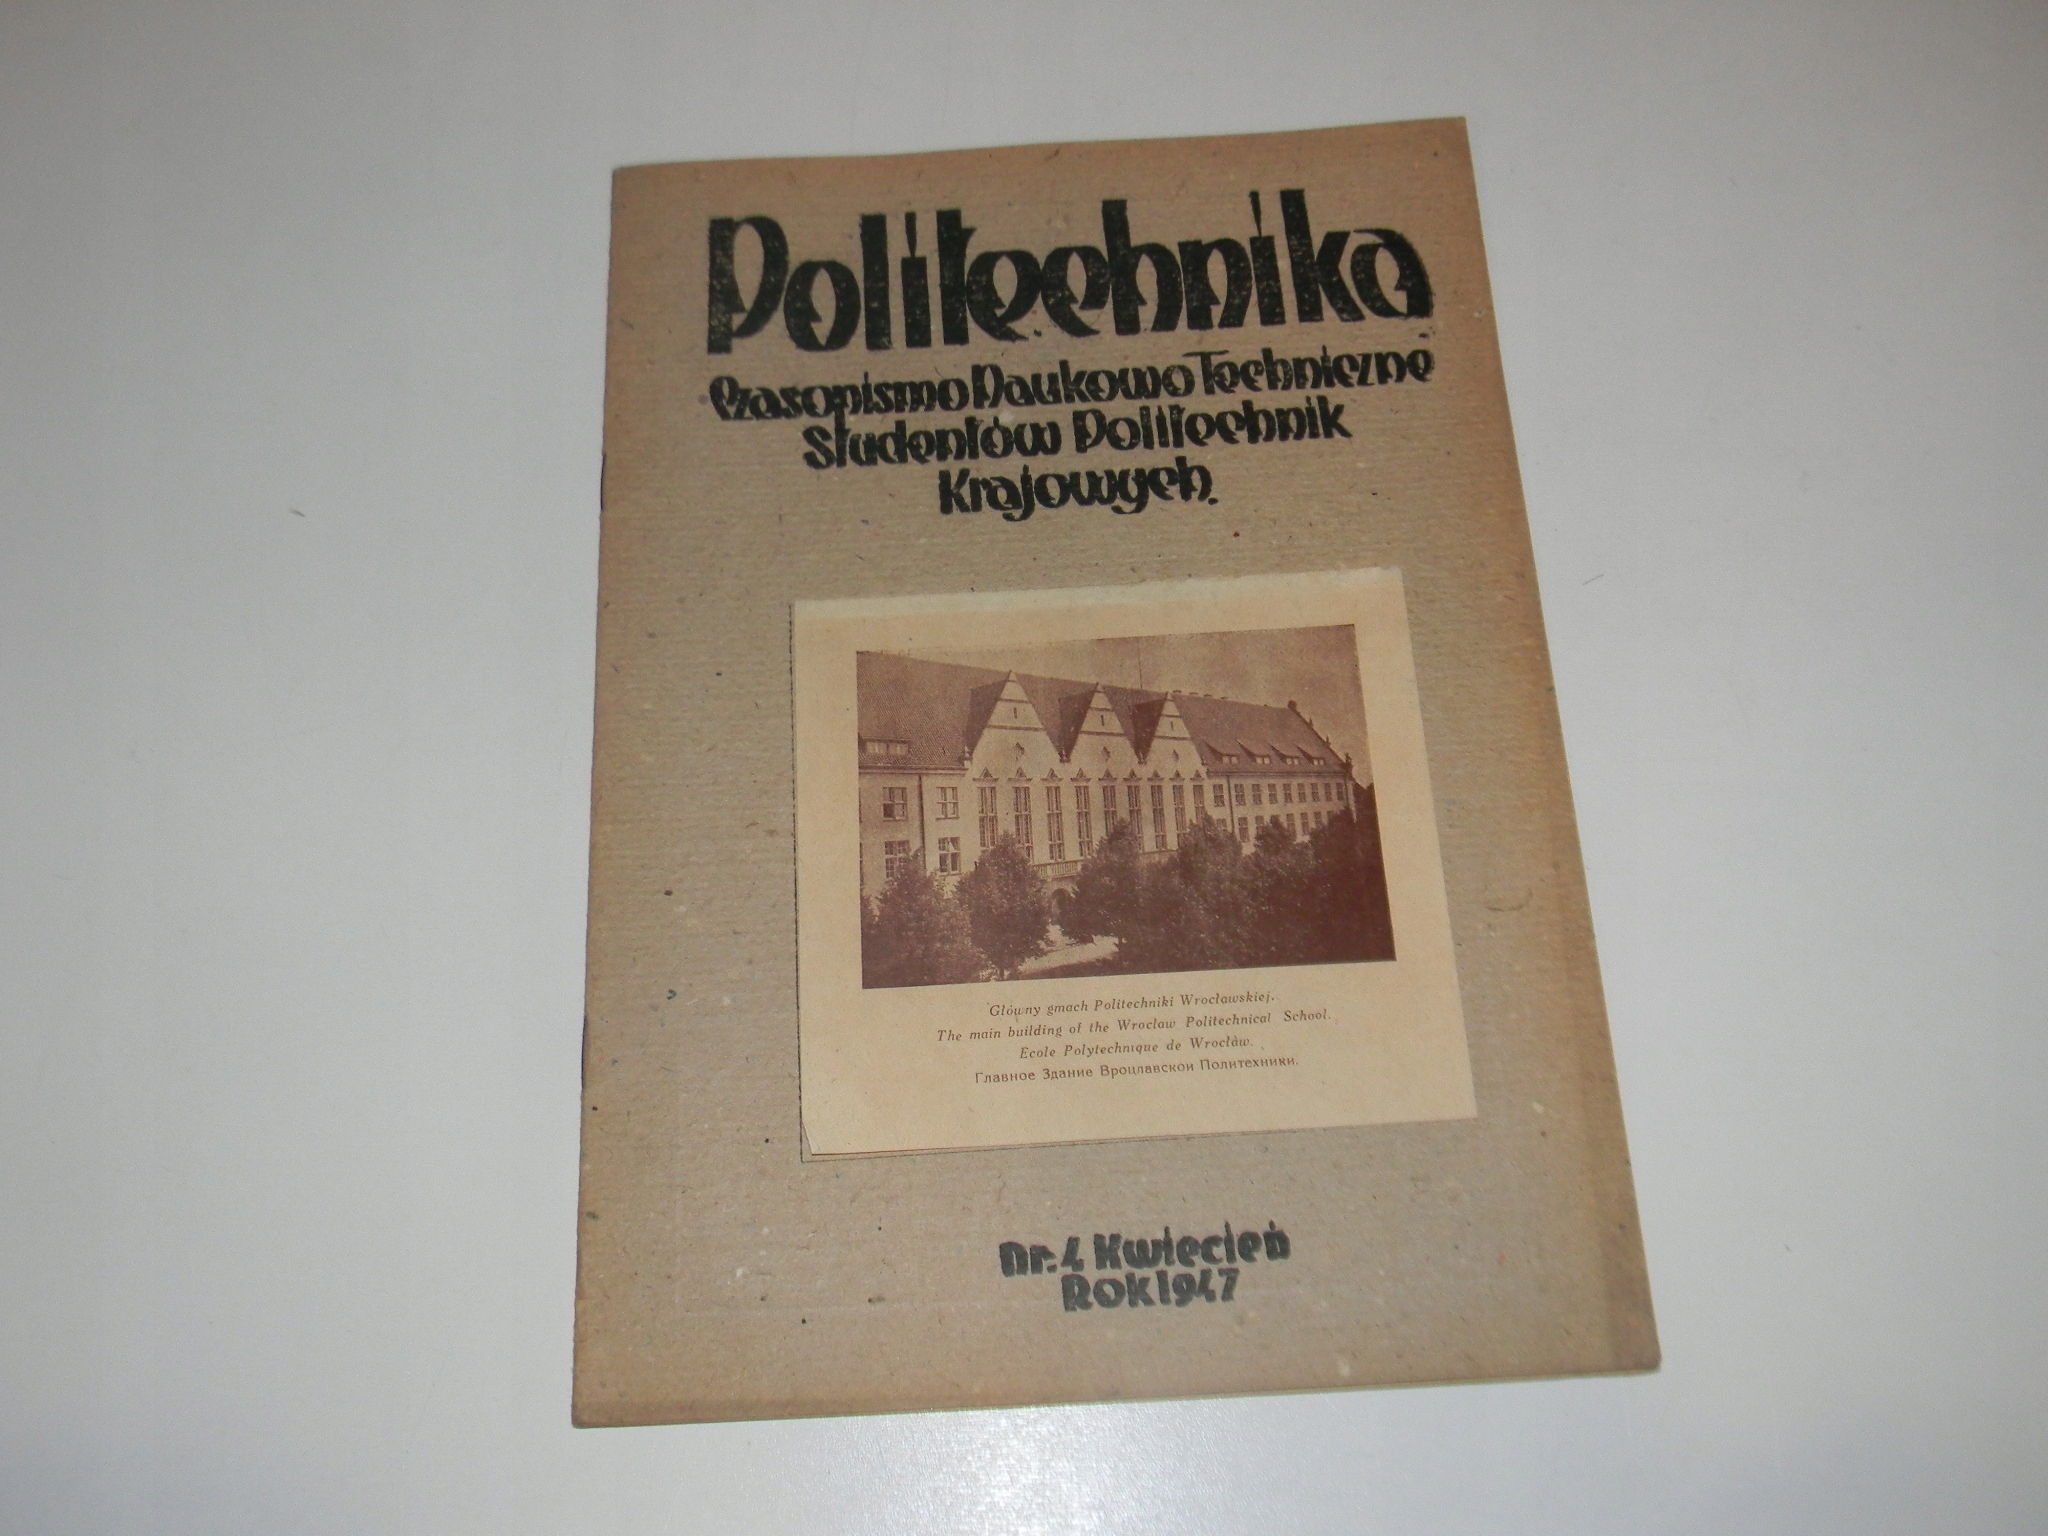 Politechnika
Czasopismo Naukowo Techniczne
Studentów Politechnik
Krajowych.
Główny gmach Politechniki Wrocławskiej.
The main building of the Wrocław Politechnical School.
Ecole Polytechnique de Wrocłàw.
Главное Здание Вроцлавской Политехники.
Nr. 4 Kwiecień
Rok 1947